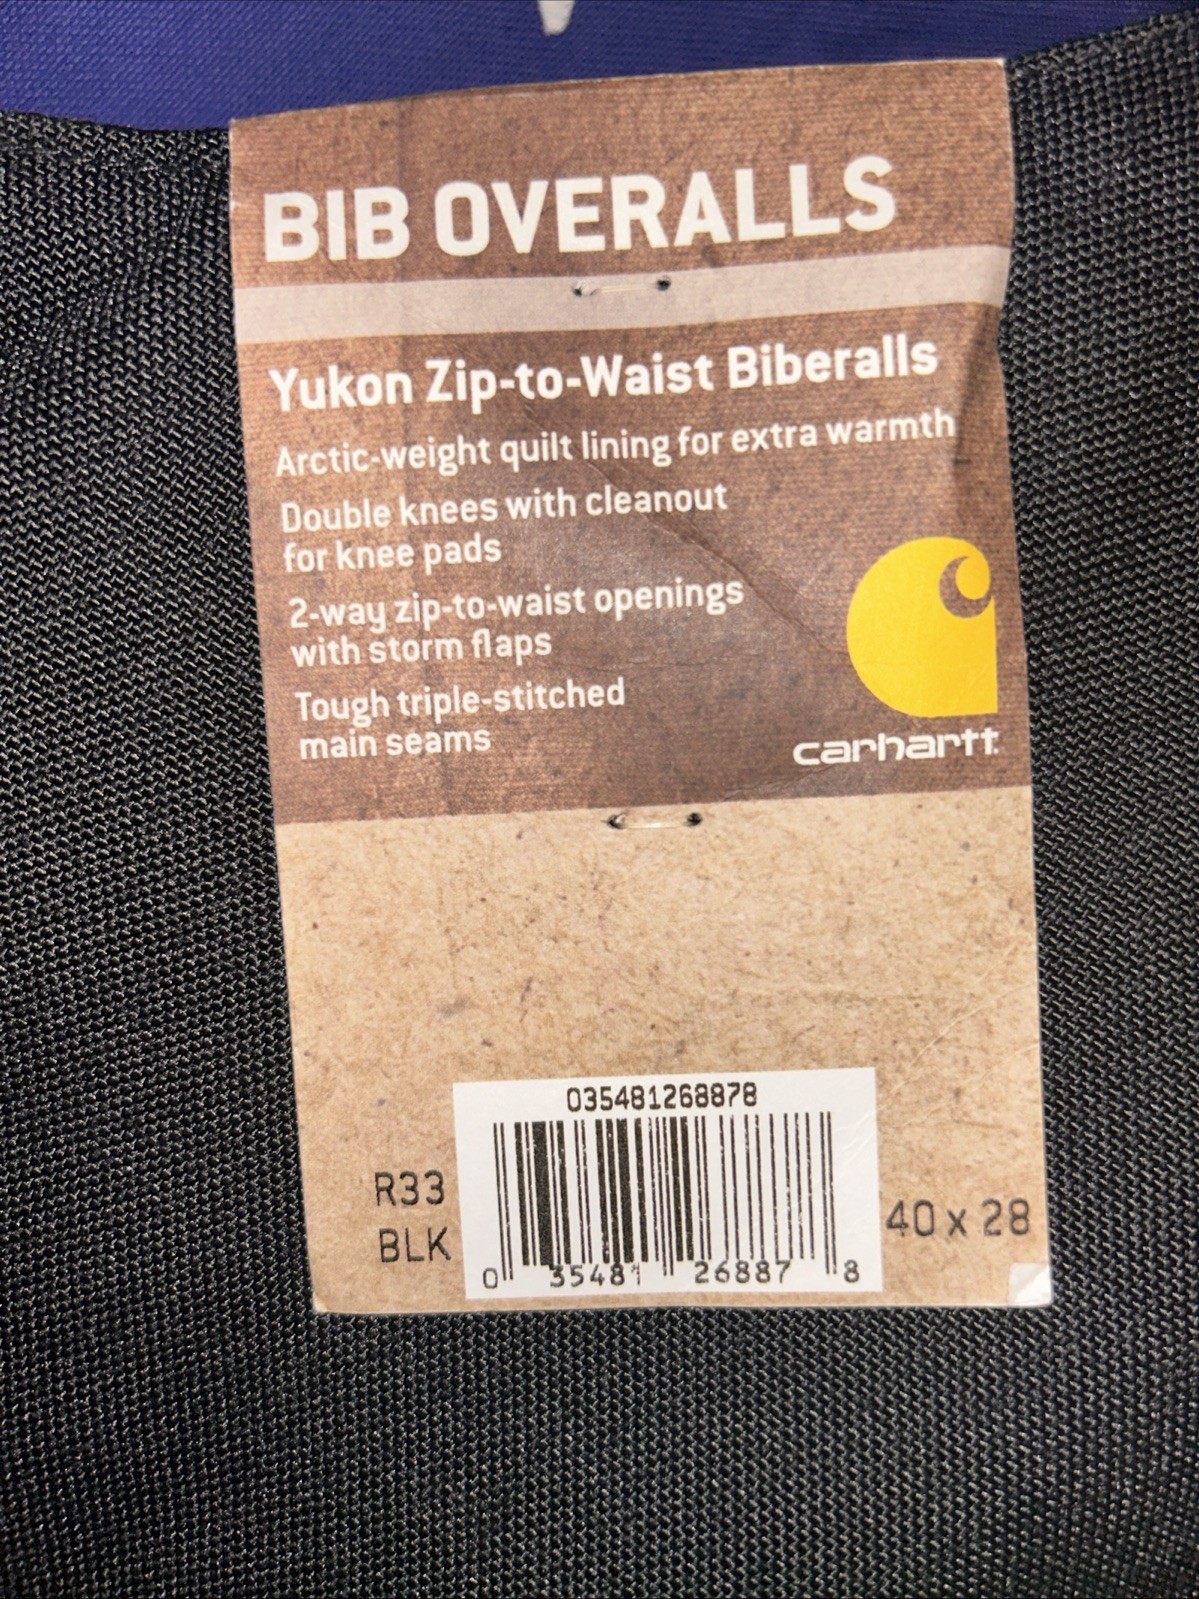 BIB OVERALLS
Yukon Zip-to-Waist Biberalls
Arctic-weight quilt lining for extra warmth
Double knees with cleanout
for knee pads
2-way zip-to-waist openings
with storm flaps
Tough triple-stitched
main seams
carhartt
035481268878
R33
BLK
40 x 28
0 35481 26887 8